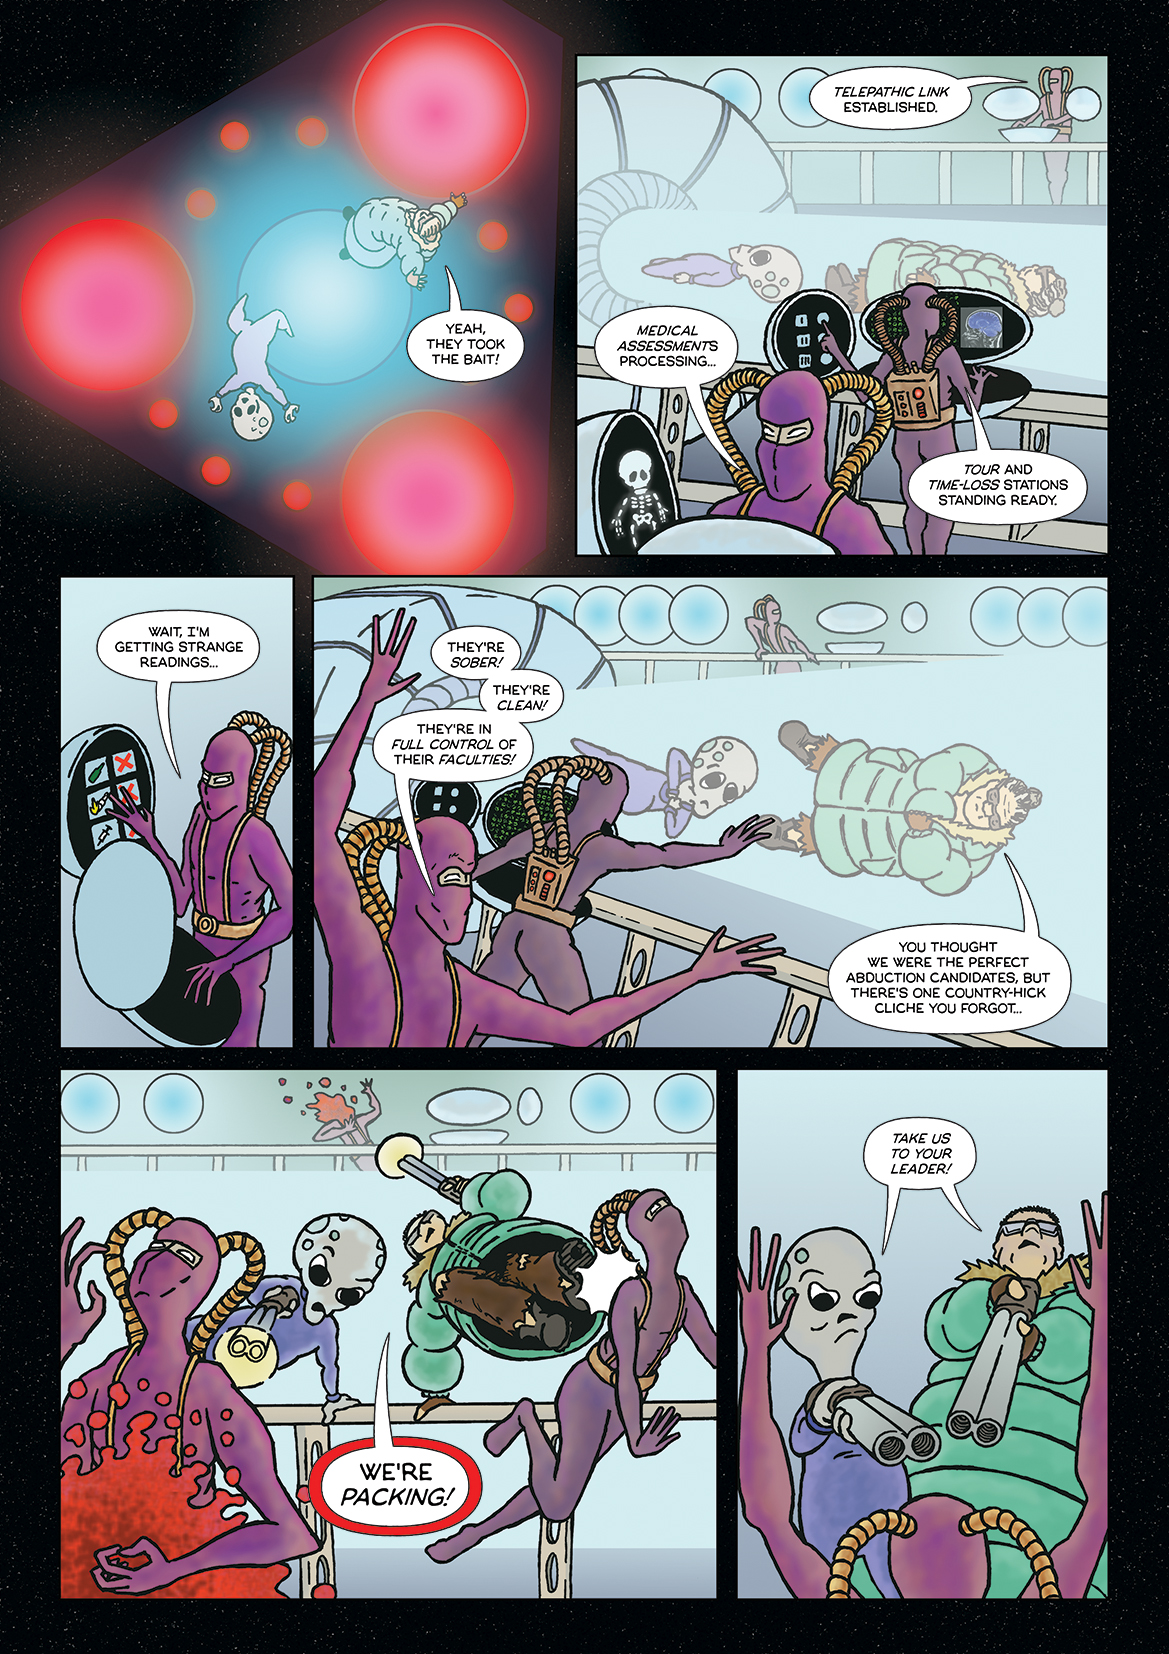 YEAH,
THEY TOOK
THE BAIT!
TELEPATHIC LINK
ESTABLISHED.
MEDICAL
ASSESSMENTS
PROCESSING...
TOUR AND
TIME-LOSS STATIONS
STANDING READY.
WAIT, I'M
GETTING STRANGE
READINGS...
THEY'RE
SOBER!
THEY'RE
CLEAN!
THEY'RE IN
FULL CONTROL OF
THEIR FACULTIES!
YOU THOUGHT
WE WERE THE PERFECT
ABDUCTION CANDIDATES, BUT
THERE'S ONE COUNTRY-HICK
CLICHE YOU FORGOT...
WE'RE
PACKING!
TAKE US
TO YOUR
LEADER!